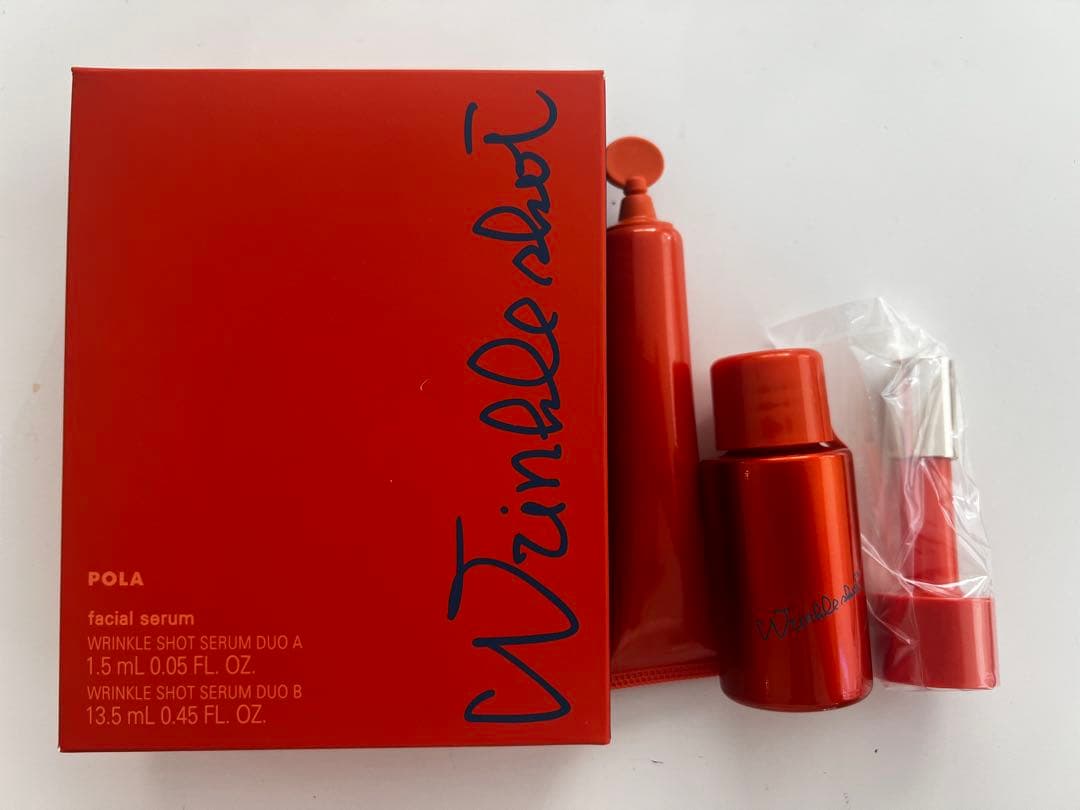 Wrinkle shot
POLA
facial serum
WRINKLE SHOT SERUM DUO A
1.5 mL 0.05 FL. OZ.
WRINKLE SHOT SERUM DUO B
13.5 mL 0.45 FL. OZ.
Wrinkle shot